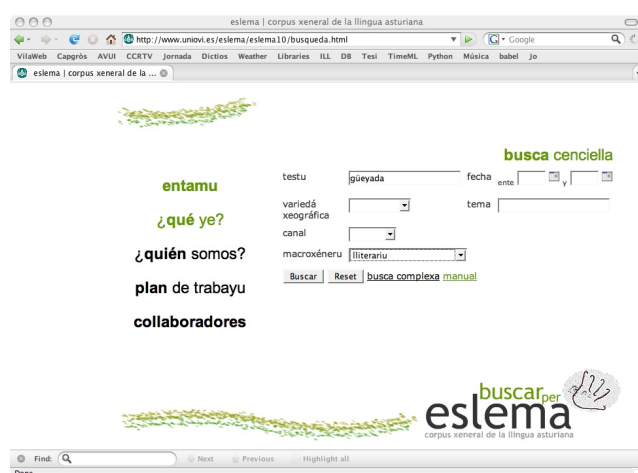 eslema | corpus xeneral de la llingua asturiana
http://www.uniovi.es/eslema/eslema10/busqueda.html
Google
VilaWeb Capgròs AVUI CCRTV Jornada Dictios Weather Libraries ILL DB Tesi TimeML Python Música babel Jo
eslema | corpus xeneral de la ...
busca cenciella
testu güeyada fecha ente y
entamu
variedá xeográfica tema
¿qué ye?
canal
¿quién somos?
macroxéneru lliterariu
Buscar Reset busca complexa manual
plan de trabayu
collaboradores
buscar per
eslema
corpus xeneral de la llingua asturiana
Find: Next Previous Highlight all
Done